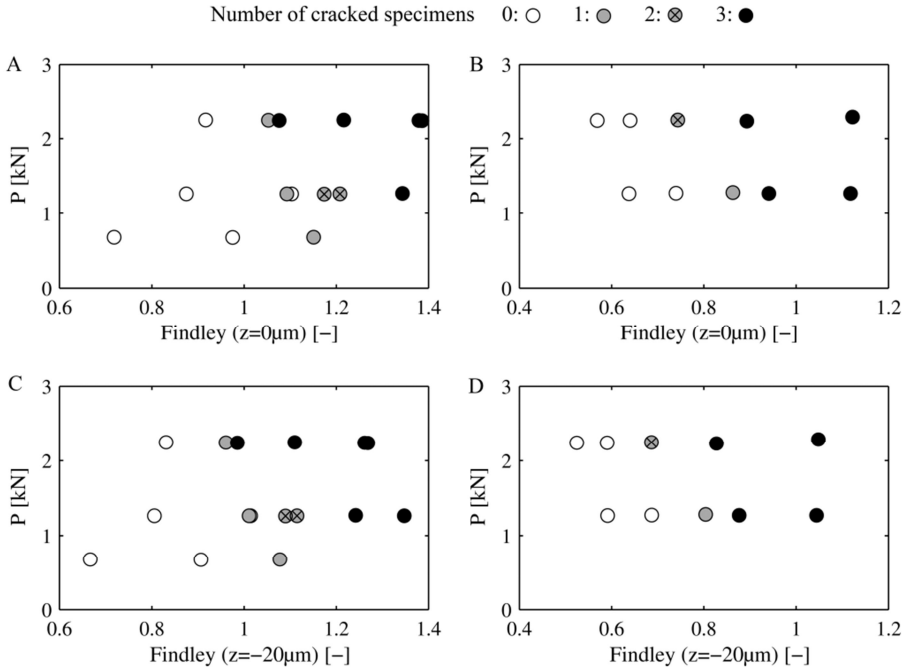 Number of cracked specimens 0: 1: 2: 3:
A
3
2
1
0
P [kN]
0.6 0.8 1 1.2 1.4
Findley (z=0μm) [−]
B
3
2
1
0
P [kN]
0.4 0.6 0.8 1 1.2
Findley (z=0μm) [−]
C
3
2
1
0
P [kN]
0.6 0.8 1 1.2 1.4
Findley (z=−20μm) [−]
D
3
2
1
0
P [kN]
0.4 0.6 0.8 1 1.2
Findley (z=−20μm) [−]